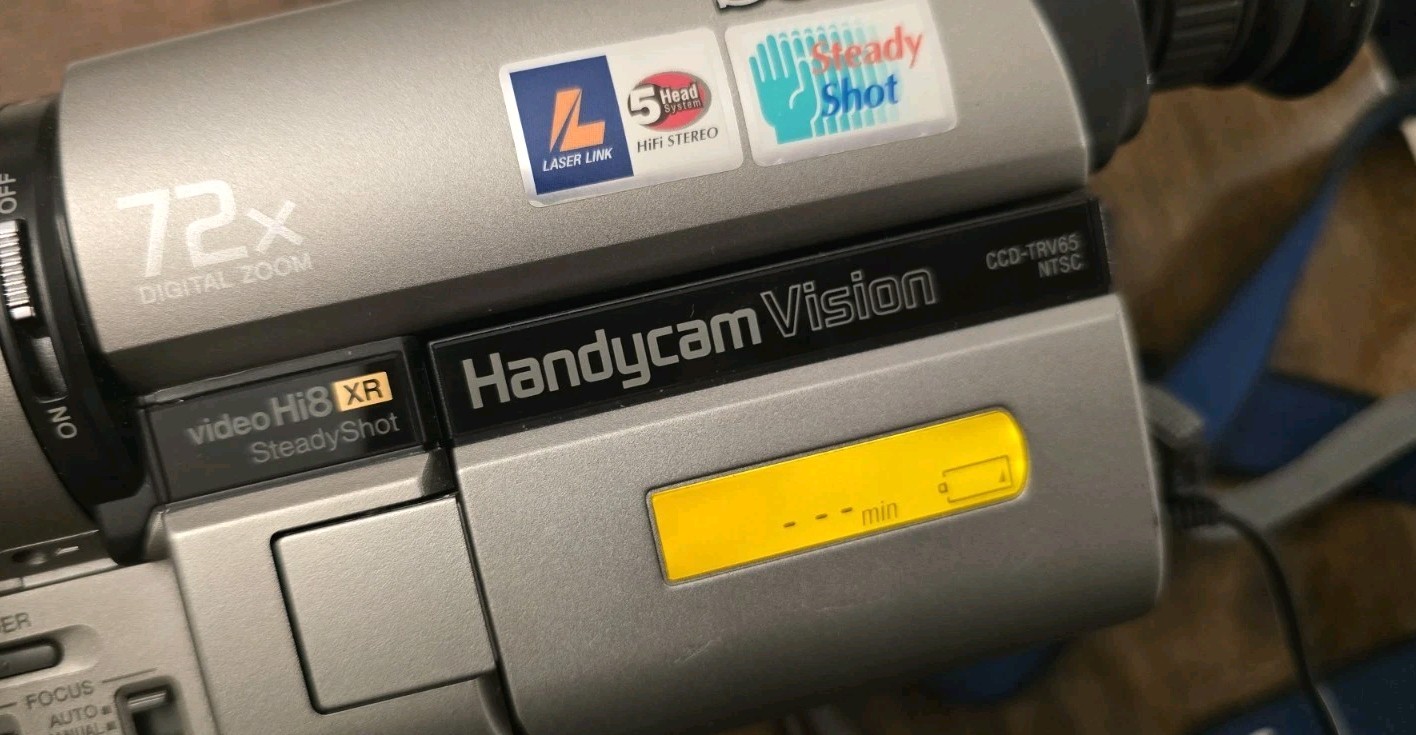 OFF
ON
72x
DIGITAL ZOOM
L
LASER LINK
5 Head
System
HiFi STEREO
Steady
Shot
video Hi8 XR
SteadyShot
Handycam Vision
CCD-TRV65
NTSC
- - - min
FOCUS
AUTO